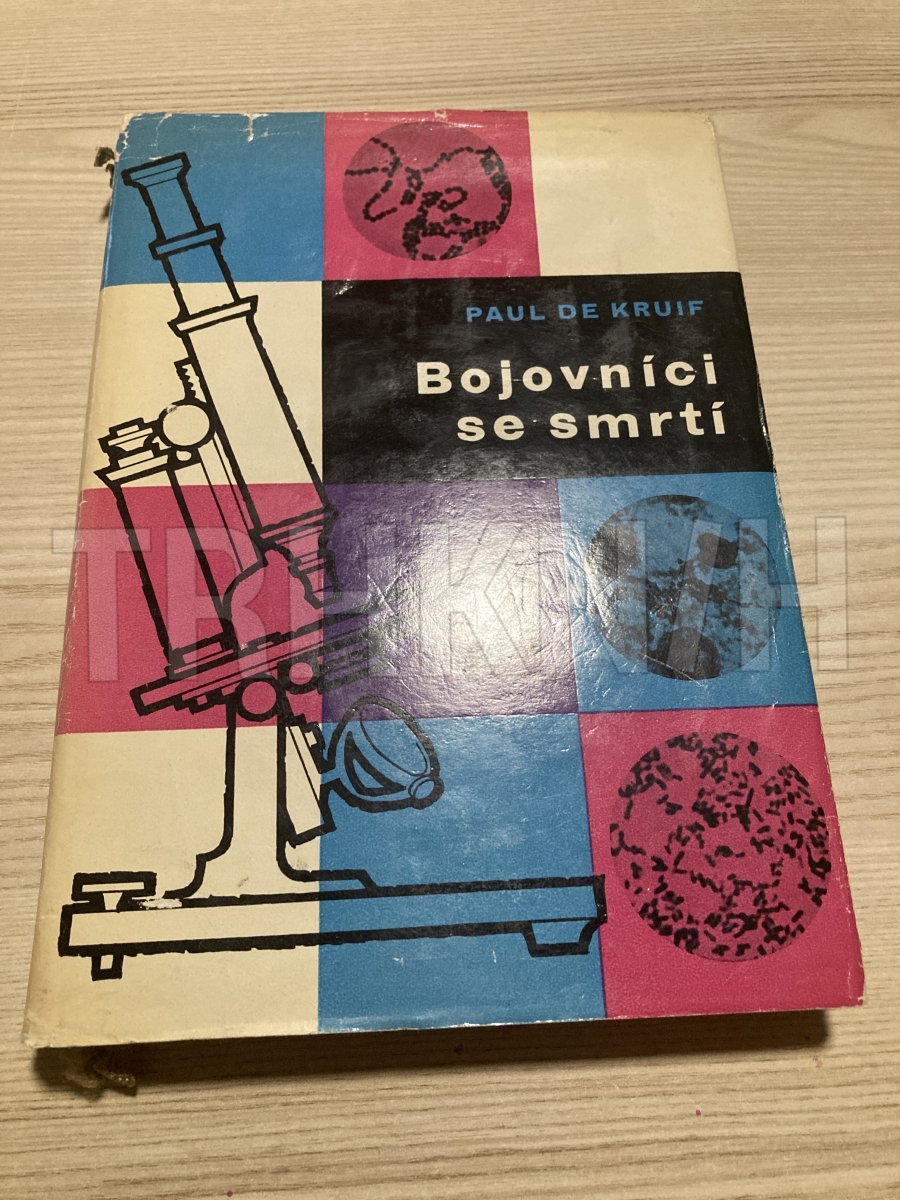 PAUL DE KRUIF
Bojovníci
se smrtí